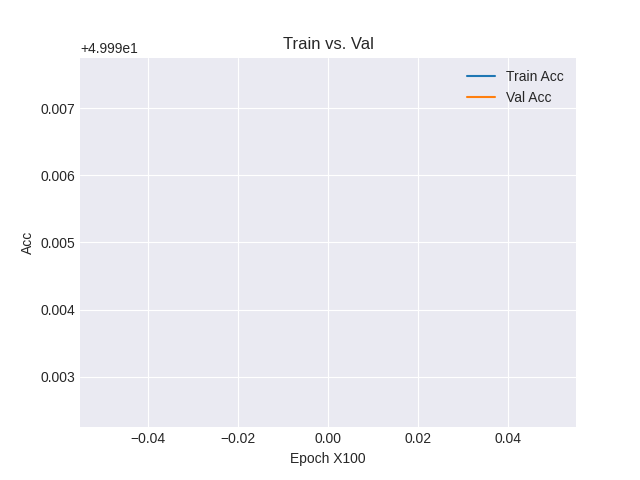 +4.999e1
Train vs. Val
Train Acc
Val Acc
0.007
0.006
0.005
0.004
0.003
Acc
−0.04
−0.02
0.00
0.02
0.04
Epoch X100